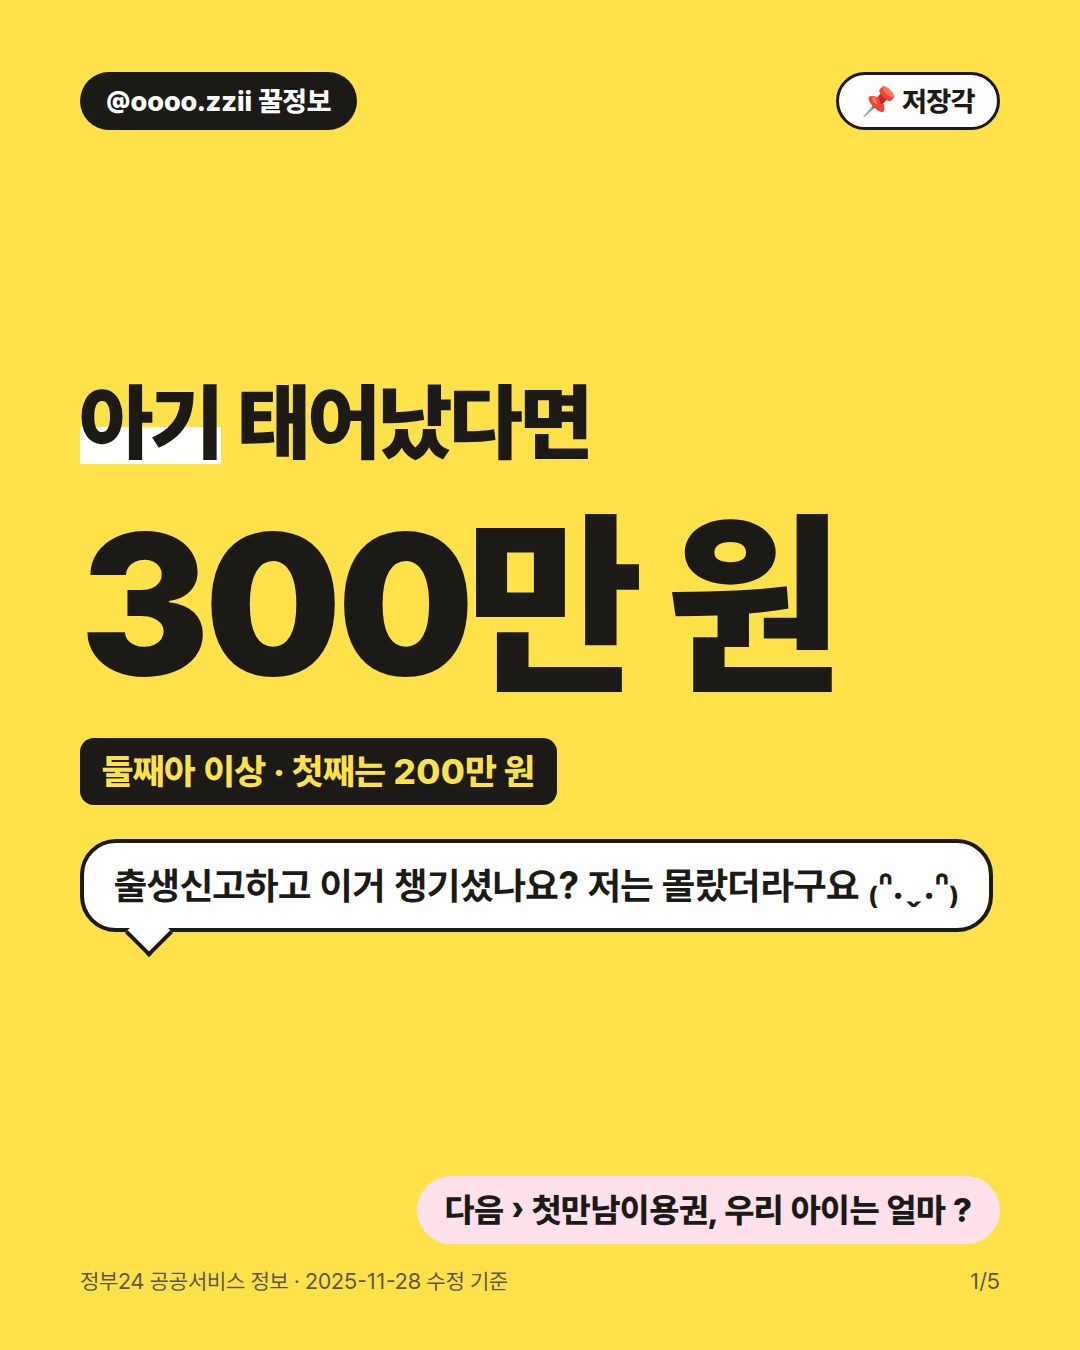 @oooo.zzii 꿀정보
📌 저장각
아기 태어났다면
300만 원
둘째아 이상 · 첫째는 200만 원
출생신고하고 이거 챙기셨나요? 저는 몰랐더라구요 ₍ᐢ.ˬ.ᐢ₎
다음 › 첫만남이용권, 우리 아이는 얼마 ?
정부24 공공서비스 정보 · 2025-11-28 수정 기준
1/5